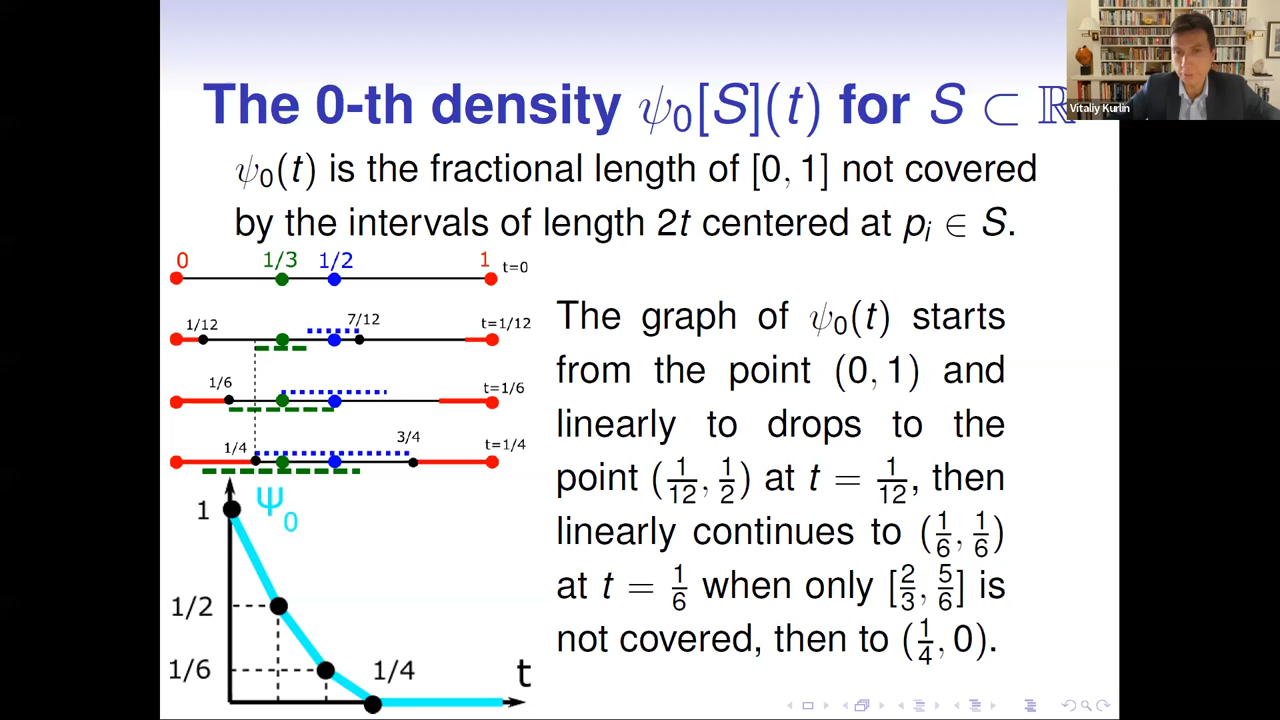 The 0-th density ψ₀[S](t) for S ⊂ ℝ
Vitaliy Kurlin
ψ₀(t) is the fractional length of [0, 1] not covered
by the intervals of length 2t centered at pᵢ ∈ S.
0 1/3 1/2 1 t=0
1/12 7/12 t=1/12
1/6 t=1/6
1/4 3/4 t=1/4
1 Ψ₀
1/2
1/6 1/4 t
The graph of ψ₀(t) starts
from the point (0, 1) and
linearly to drops to the
point (1/12, 1/2) at t = 1/12, then
linearly continues to (1/6, 1/6)
at t = 1/6 when only [2/3, 5/6] is
not covered, then to (1/4, 0).